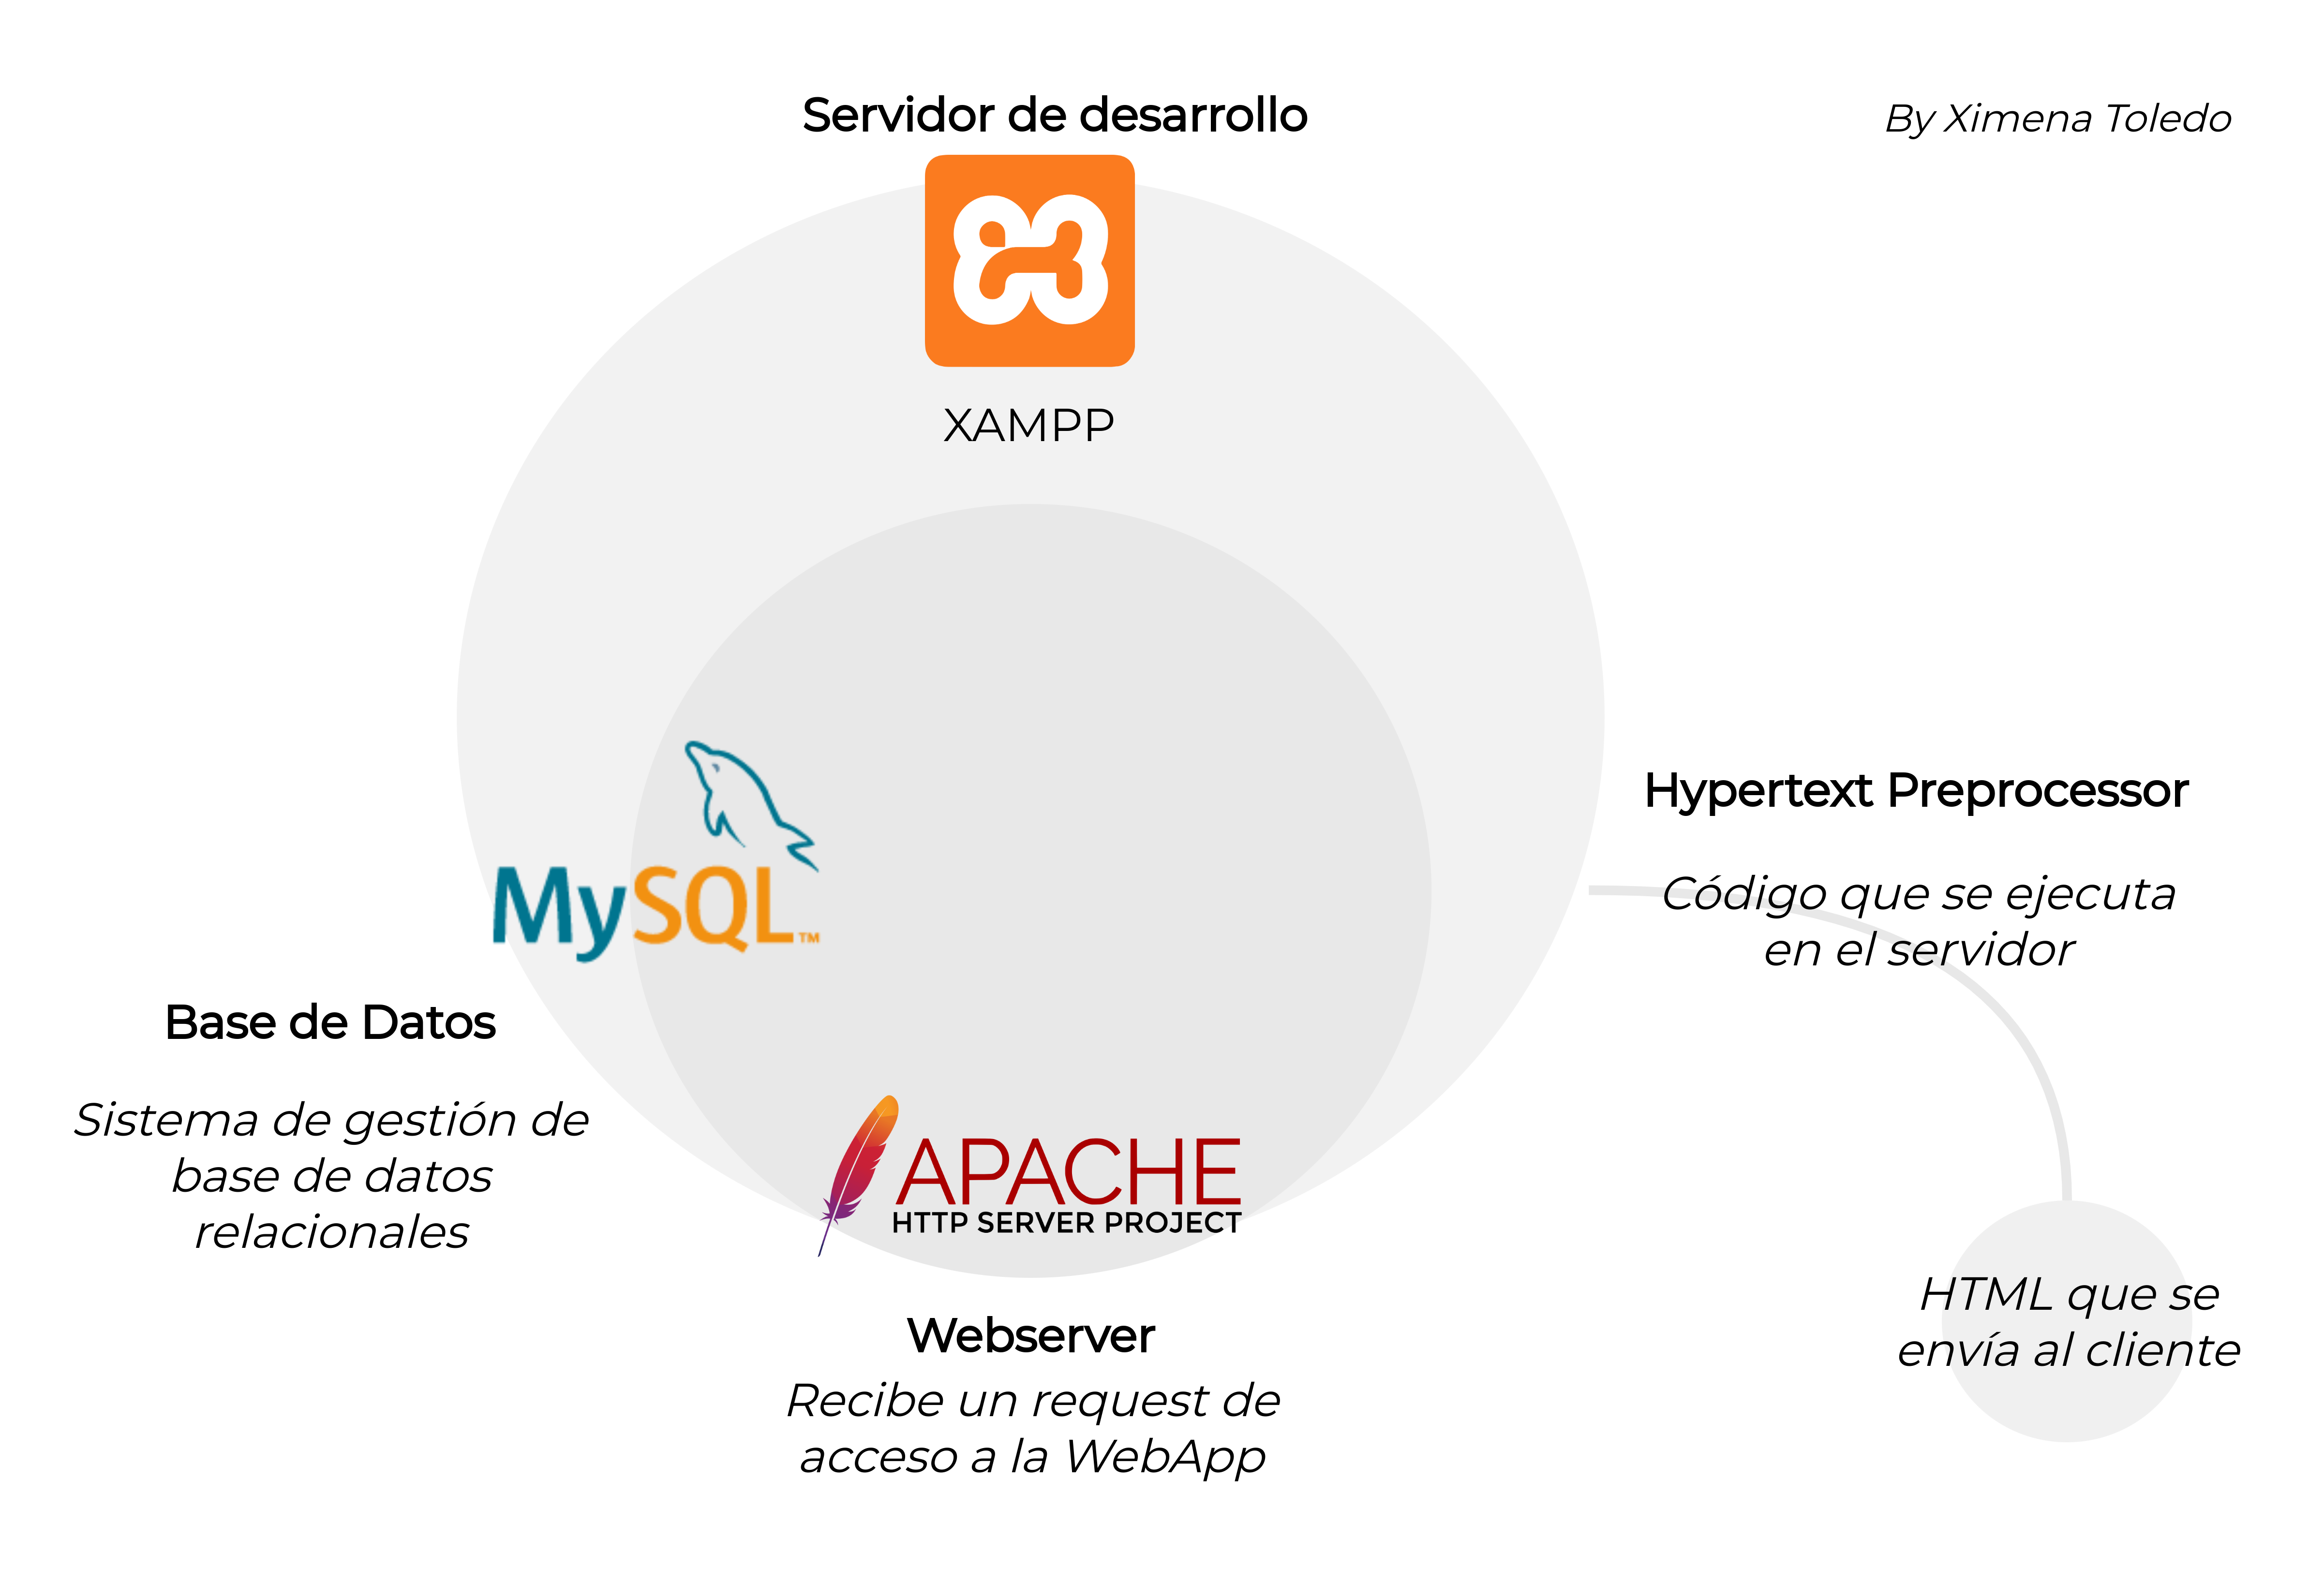 Servidor de desarrollo
By Ximena Toledo
XAMPP
MySQL™
Hypertext Preprocessor
Código que se ejecuta
en el servidor
Base de Datos
Sistema de gestión de
base de datos
relacionales
APACHE
HTTP SERVER PROJECT
Webserver
Recibe un request de
acceso a la WebApp
HTML que se
envía al cliente